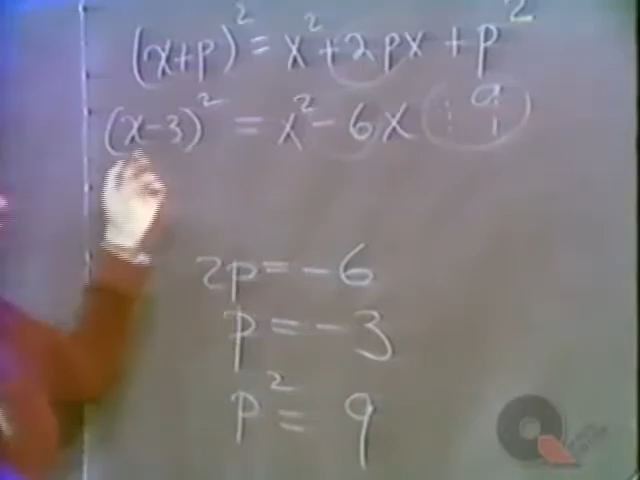 (x+p)² = x² + 2px + p²
(x-3)² = x² - 6x + 9
2p = -6
p = -3
p² = 9